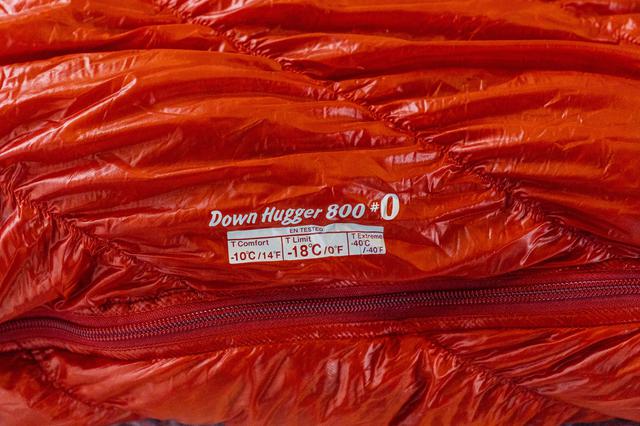 Down Hugger 800 #0
EN TESTED
T Comfort T Limit T Extreme
-10°C/14°F -18°C/0°F -40°C
/-40°F